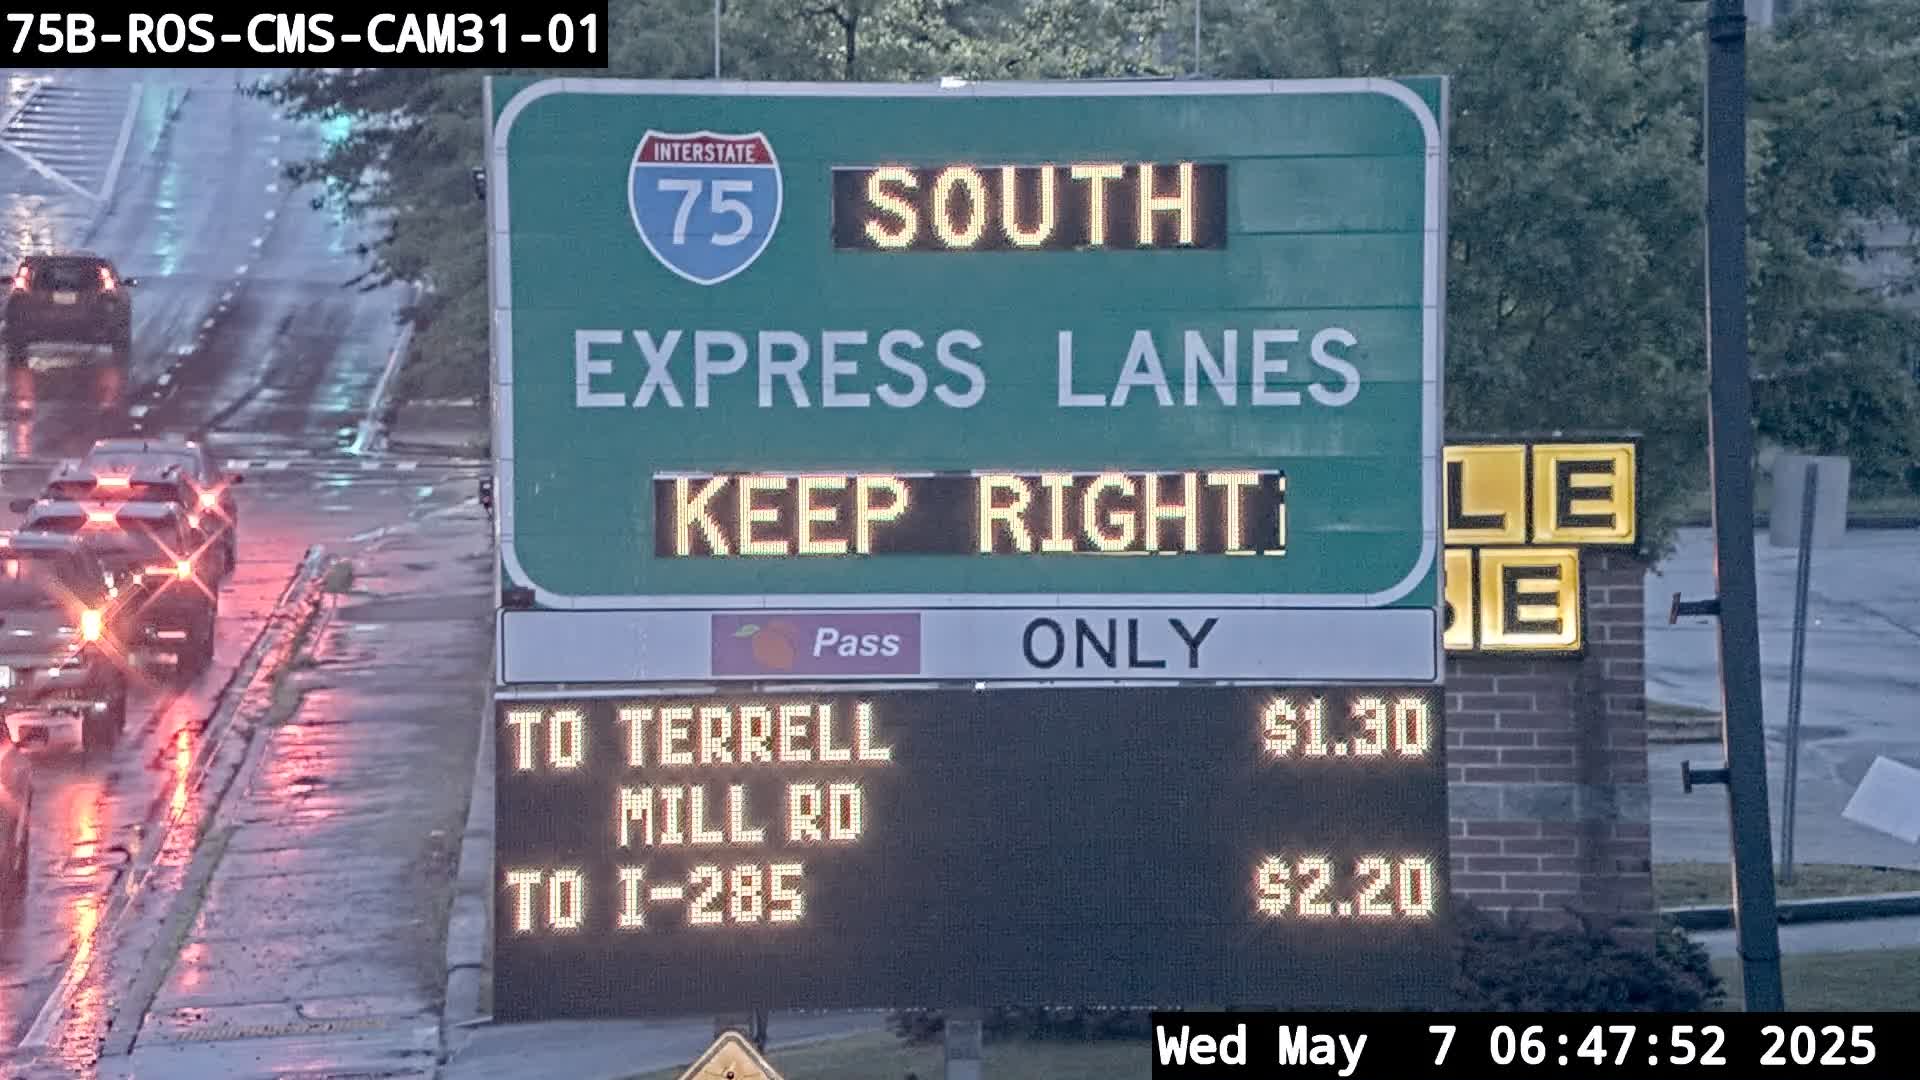 75B-ROS-CMS-CAM31-01
INTERSTATE
75
SOUTH
EXPRESS LANES
KEEP RIGHT
Pass ONLY
TO TERRELL $1.30
MILL RD
TO I-285 $2.20
LE
E
Wed May 7 06:47:52 2025